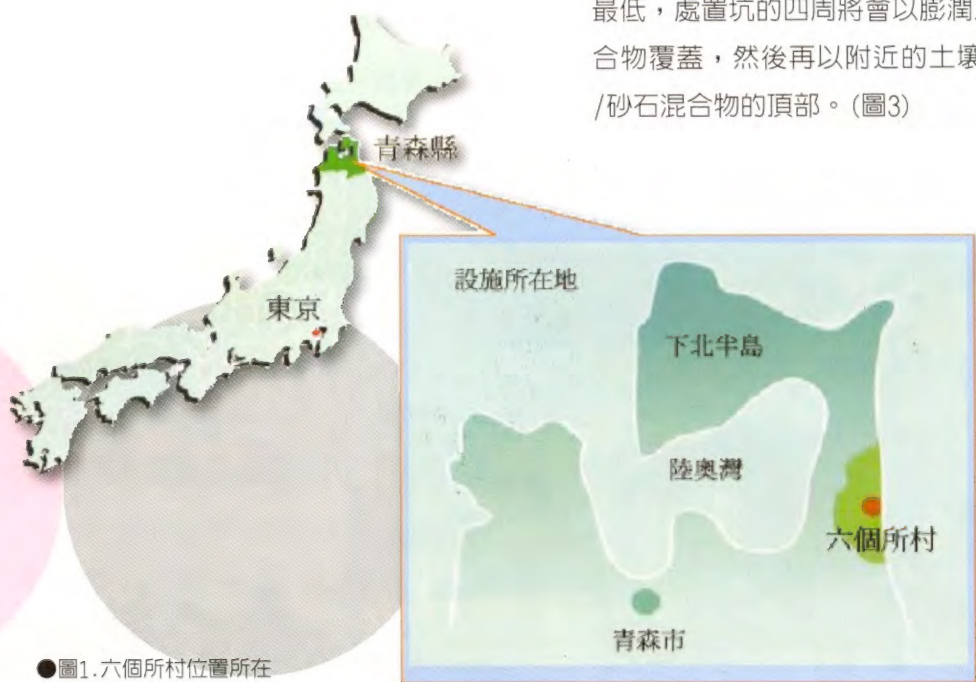 最低，處置坑的四周將會以膨潤
合物覆蓋，然後再以附近的土壤
/砂石混合物的頂部。(圖3)
青森縣
東京
設施所在地
下北半島
陸奧灣
六個所村
青森市
●圖1.六個所村位置所在